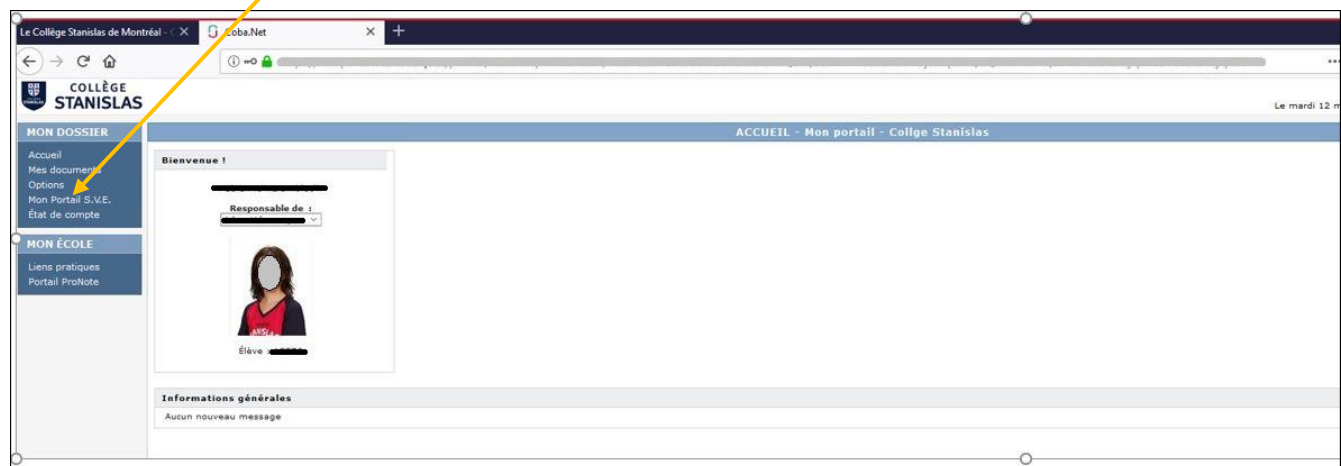 Le Collège Stanislas de Montréal - C
Coba.Net
COLLÈGE
STANISLAS
Le mardi 12 m
MON DOSSIER
Accueil
Mes documents
Options
Mon Portail S.V.E.
État de compte
MON ÉCOLE
Liens pratiques
Portail ProNote
ACCUEIL - Mon portail - Collge Stanislas
Bienvenue !
Responsable de :
Élève :
Informations générales
Aucun nouveau message